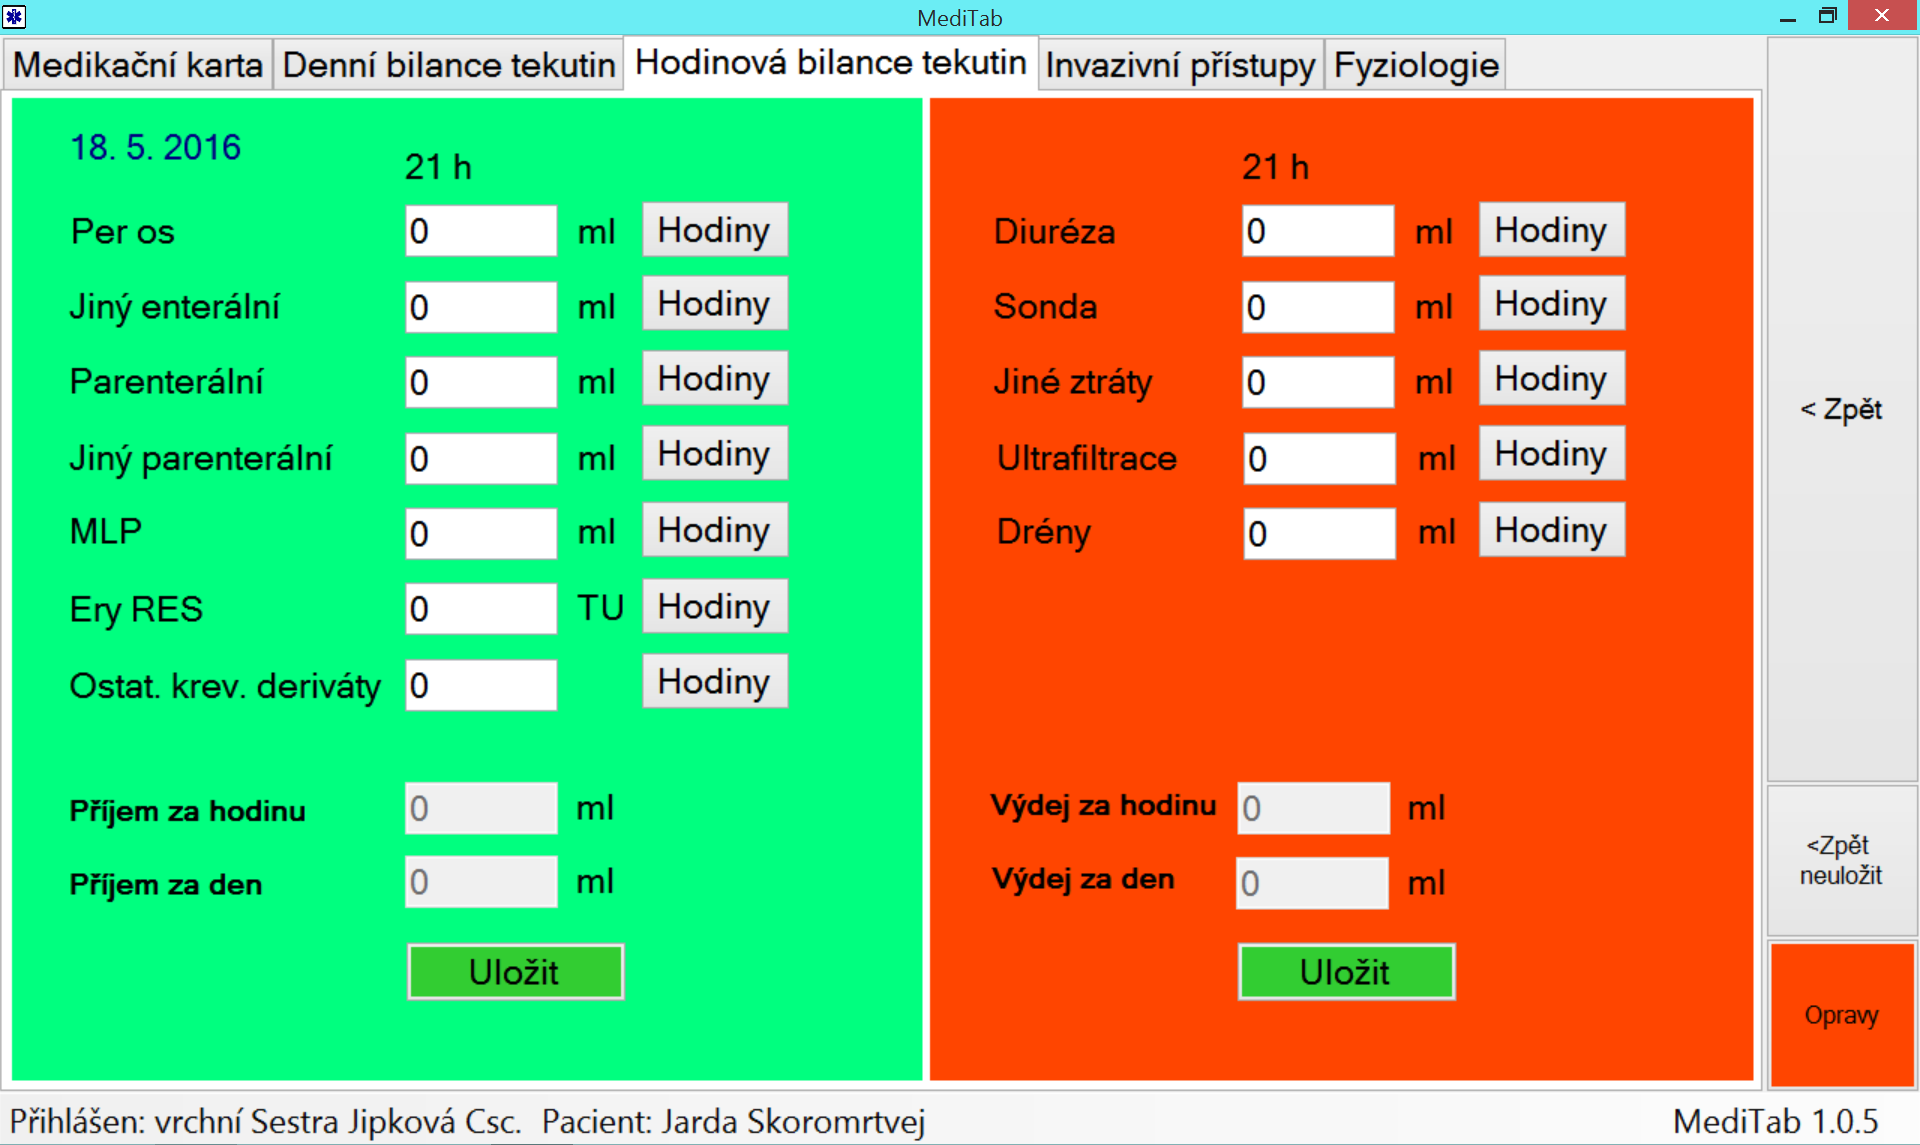 MediTab
Medikační karta Denní bilance tekutin Hodinová bilance tekutin Invazivní přístupy Fyziologie
18. 5. 2016
21 h
Per os 0 ml Hodiny
Jiný enterální 0 ml Hodiny
Parenterální 0 ml Hodiny
Jiný parenterální 0 ml Hodiny
MLP 0 ml Hodiny
Ery RES 0 TU Hodiny
Ostat. krev. deriváty 0 Hodiny
Příjem za hodinu 0 ml
Příjem za den 0 ml
Uložit
21 h
Diuréza 0 ml Hodiny
Sonda 0 ml Hodiny
Jiné ztráty 0 ml Hodiny
Ultrafiltrace 0 ml Hodiny
Drény 0 ml Hodiny
Výdej za hodinu 0 ml
Výdej za den 0 ml
Uložit
< Zpět
<Zpět
neuložit
Opravy
Přihlášen: vrchní Sestra Jipková Csc. Pacient: Jarda Skoromrtvej
MediTab 1.0.5